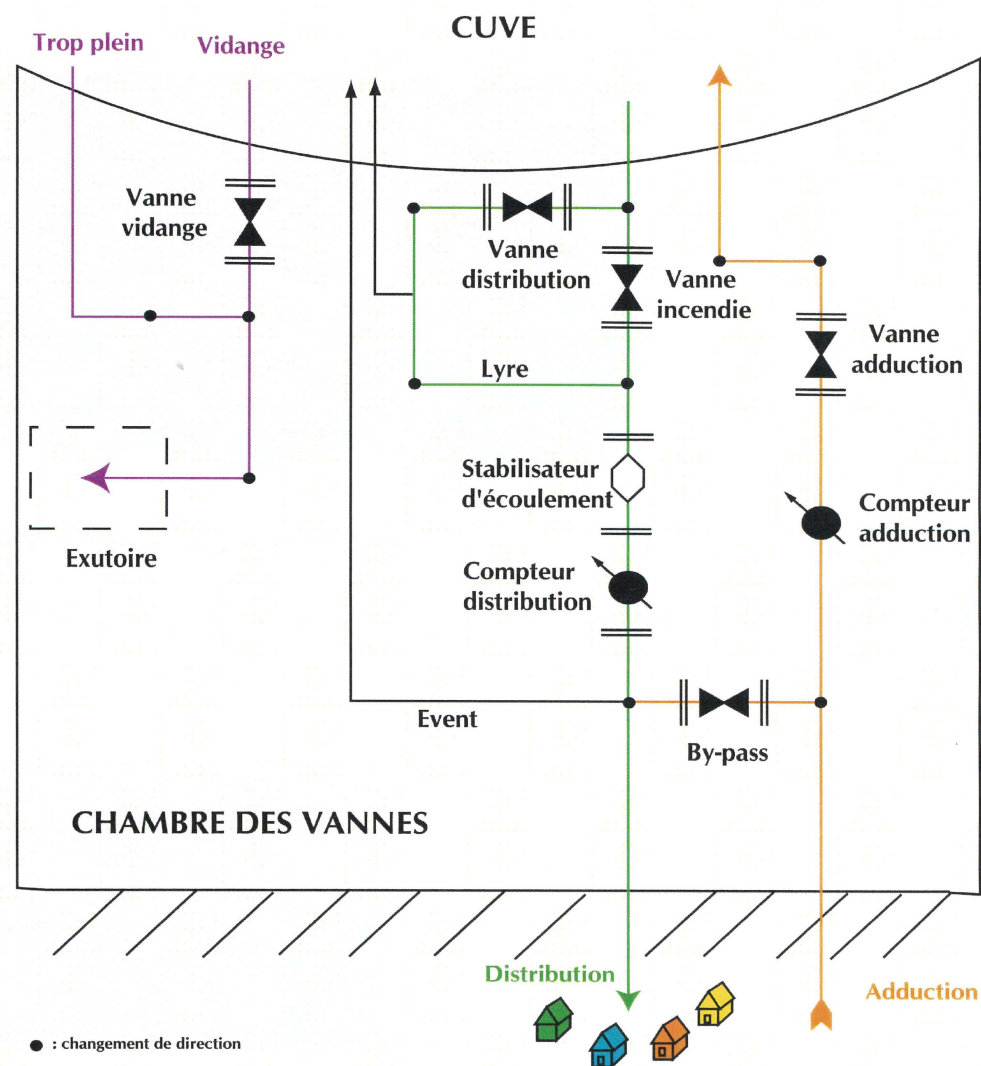 CUVE
Trop plein
Vidange
Vanne
vidange
Vanne
distribution
Vanne
incendie
Vanne
adduction
Lyre
Stabilisateur
d'écoulement
Compteur
adduction
Exutoire
Compteur
distribution
Event
By-pass
CHAMBRE DES VANNES
Distribution
Adduction
: changement de direction